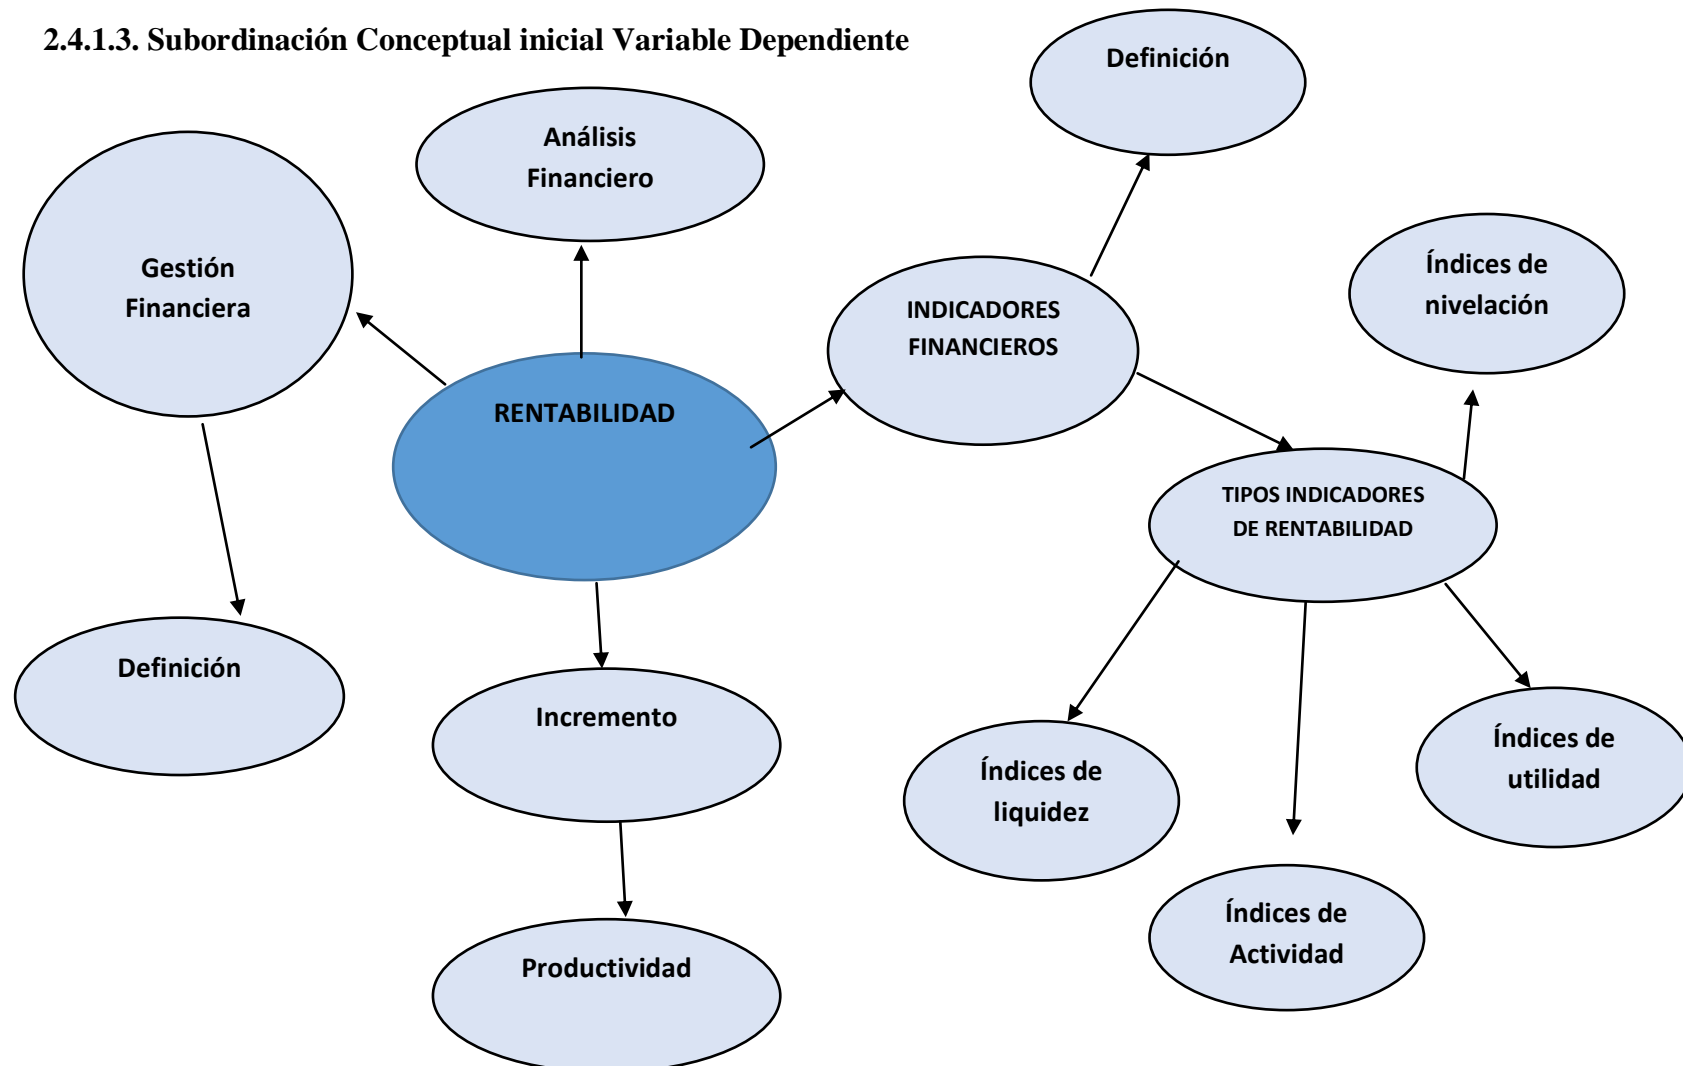 2.4.1.3. Subordinación Conceptual inicial Variable Dependiente
Definición
Análisis
Financiero
Gestión
Financiera
INDICADORES
FINANCIEROS
Índices de
nivelación
RENTABILIDAD
TIPOS INDICADORES
DE RENTABILIDAD
Definición
Incremento
Índices de
liquidez
Índices de
utilidad
Productividad
Índices de
Actividad